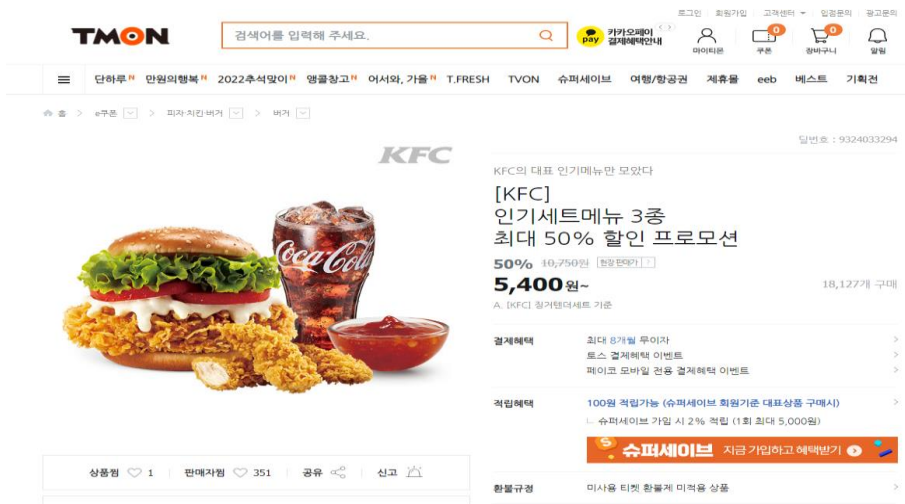 로그인 회원가입 고객센터 입점문의 광고문의
TMON
검색어를 입력해 주세요.
pay 카카오페이
결제혜택안내
마이티몬
0
쿠폰
0
장바구니
알림
단하루 N 만원의행복 N 2022추석맞이 N 앵콜창고 N 어서와, 가을 N T.FRESH TVON 슈퍼세이브 여행/항공권 제휴몰 eeb 베스트 기획전
홈 > e쿠폰 > 피자·치킨·버거 > 버거
딜번호 : 9324033294
KFC
Coca-Cola
KFC의 대표 인기메뉴만 모았다
[KFC]
인기세트메뉴 3종
최대 50% 할인 프로모션
50% 10,750원 현장판매가 ?
5,400원~
18,127개 구매
A. [KFC] 징거텐더세트 기준
결제혜택 최대 8개월 무이자
토스 결제혜택 이벤트
페이코 모바일 전용 결제혜택 이벤트
적립혜택 100원 적립가능 (슈퍼세이브 회원기준 대표상품 구매시)
슈퍼세이브 가입 시 2% 적립 (1회 최대 5,000원)
S 슈퍼세이브 지금 가입하고 혜택받기
상품찜 1 판매자찜 351 공유 신고
환불규정 미사용 티켓 환불제 미적용 상품